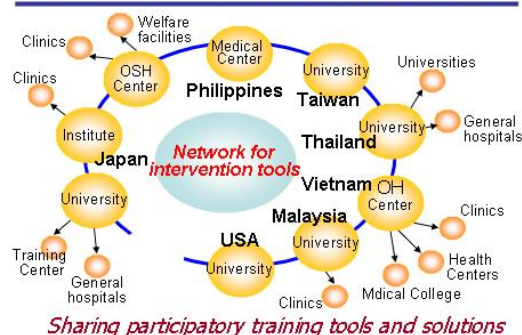 Welfare
facilities
Clinics
OSH
Center
Medical
Center
Philippines
University
Taiwan
Universities
Clinics
Institute
Japan
Network for
intervention tools
Thailand
University
General
hospitals
University
Vietnam
OH
Center
Malaysia
University
Clinics
Health
Centers
Mdical College
USA
University
Training
Center
General
hospitals
Clinics
Sharing participatory training tools and solutions